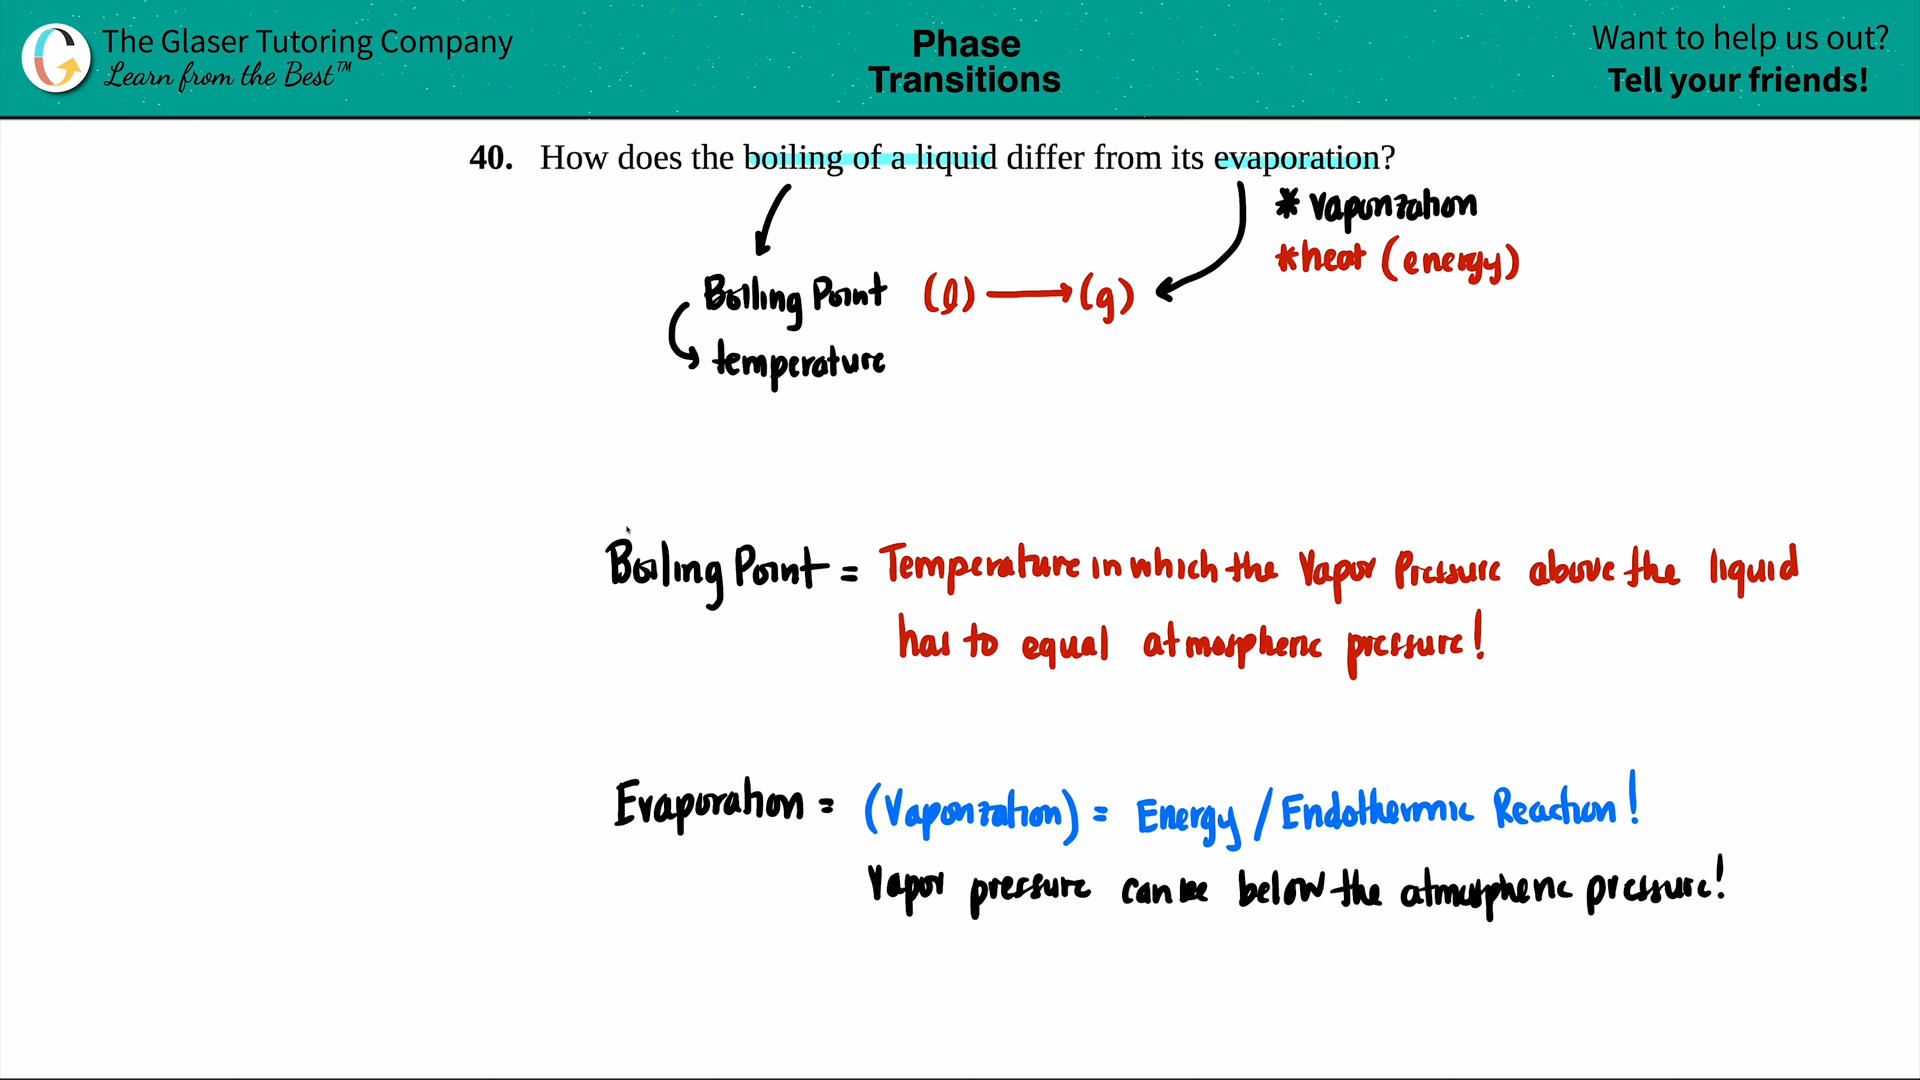 The Glaser Tutoring Company
Learn from the Best™
Phase
Transitions
Want to help us out?
Tell your friends!
40. How does the boiling of a liquid differ from its evaporation?
* vaporization
* heat (energy)
Boiling Point (l) → (g)
temperature
Boiling Point = Temperature in which the Vapor Pressure above the liquid
has to equal atmospheric pressure!
Evaporation = (Vaporization) = Energy / Endothermic Reaction!
Vapor pressure can be below the atmospheric pressure!